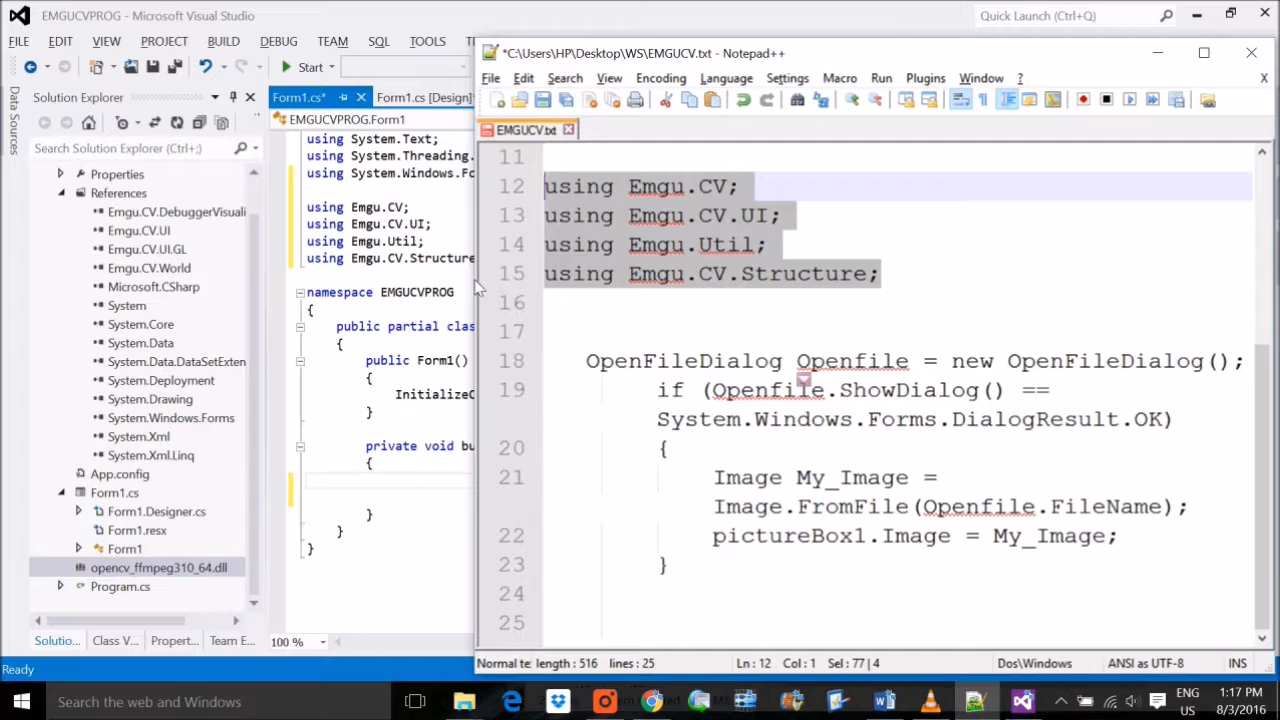 EMGUCVPROG - Microsoft Visual Studio
Quick Launch (Ctrl+Q)
FILE EDIT VIEW PROJECT BUILD DEBUG TEAM SQL TOOLS
Start
Data Sources
Solution Explorer
Search Solution Explorer (Ctrl+;)
Properties
References
Emgu.CV.DebuggerVisuali
Emgu.CV.UI
Emgu.CV.UI.GL
Emgu.CV.World
Microsoft.CSharp
System
System.Core
System.Data
System.Data.DataSetExten
System.Deployment
System.Drawing
System.Windows.Forms
System.Xml
System.Xml.Linq
App.config
Form1.cs
Form1.Designer.cs
Form1.resx
Form1
opencv_ffmpeg310_64.dll
Program.cs
Solutio... Class V... Propert... Team E...
Form1.cs* Form1.cs [Design]*
EMGUCVPROG.Form1
using System.Text;
using System.Threading.
using System.Windows.Fo
using Emgu.CV;
using Emgu.CV.UI;
using Emgu.Util;
using Emgu.CV.Structure
namespace EMGUCVPROG
{
public partial clas
{
public Form1()
{
InitializeC
}
private void bu
{
}
}
}
100 %
Ready
*C:\Users\HP\Desktop\WS\EMGUCV.txt - Notepad++
File Edit Search View Encoding Language Settings Macro Run Plugins Window ? X
EMGUCV.txt
11
12 using Emgu.CV;
13 using Emgu.CV.UI;
14 using Emgu.Util;
15 using Emgu.CV.Structure;
16
17
18 OpenFileDialog Openfile = new OpenFileDialog();
19 if (Openfile.ShowDialog() ==
System.Windows.Forms.DialogResult.OK)
20 {
21 Image My_Image =
Image.FromFile(Openfile.FileName);
22 pictureBox1.Image = My_Image;
23 }
24
25
Normal te length : 516 lines : 25 Ln : 12 Col : 1 Sel : 77 | 4 Dos\Windows ANSI as UTF-8 INS
Search the web and Windows
ENG
US
1:17 PM
8/3/2016